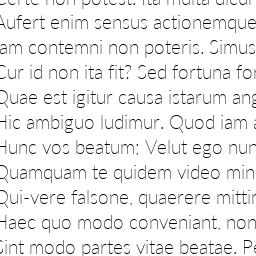 Certe non potest. Ita multa dicunt
Aufert enim sensus actionemque
iam contemni non poteris. Simus
Cur id non ita fit? Sed fortuna for
Quae est igitur causa istarum ang
Hic ambiguo ludimur. Quod iam a
Hunc vos beatum; Velut ego nun
Quamquam te quidem video min
Qui-vere falsone, quaerere mittin
Haec quo modo conveniant, non
Sint modo partes vitae beatae. Pe